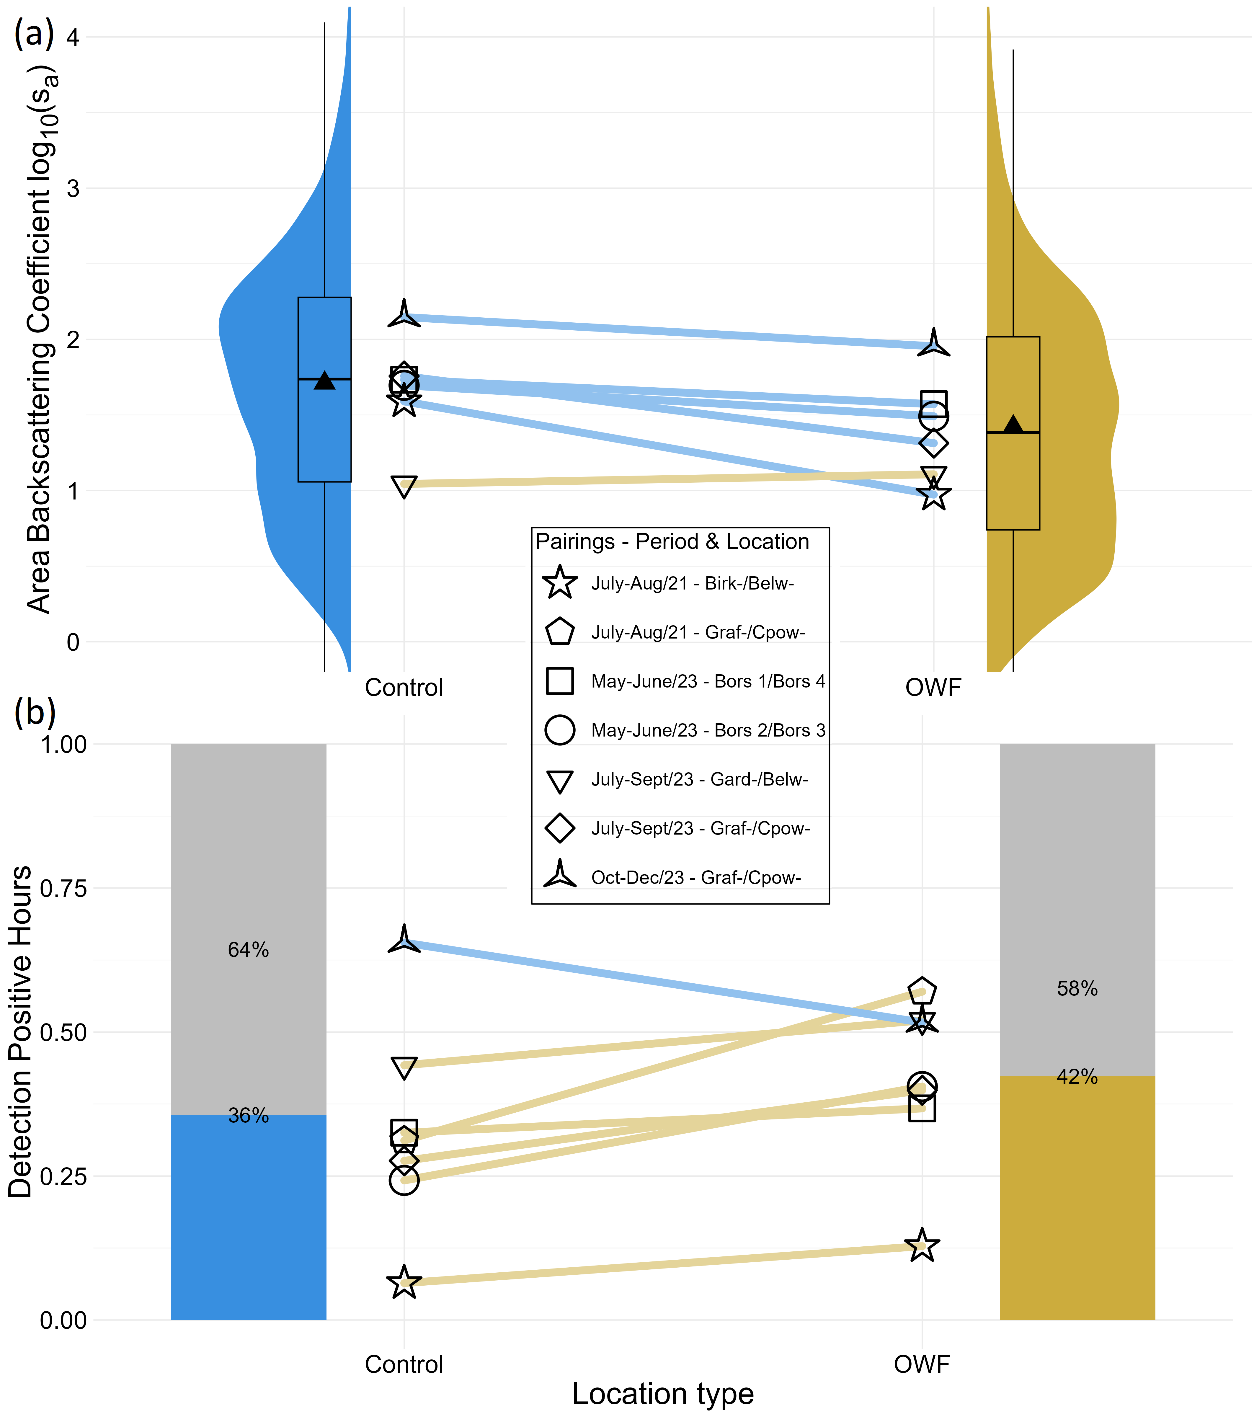 (a)
Area Backscattering Coefficient log10(sa)
4
3
2
1
0
Control
OWF
Pairings - Period & Location
July-Aug/21 - Birk-/Belw-
July-Aug/21 - Graf-/Cpow-
May-June/23 - Bors 1/Bors 4
May-June/23 - Bors 2/Bors 3
July-Sept/23 - Gard-/Belw-
July-Sept/23 - Graf-/Cpow-
Oct-Dec/23 - Graf-/Cpow-
(b)
Detection Positive Hours
1.00
0.75
0.50
0.25
0.00
64%
36%
58%
42%
Control
OWF
Location type